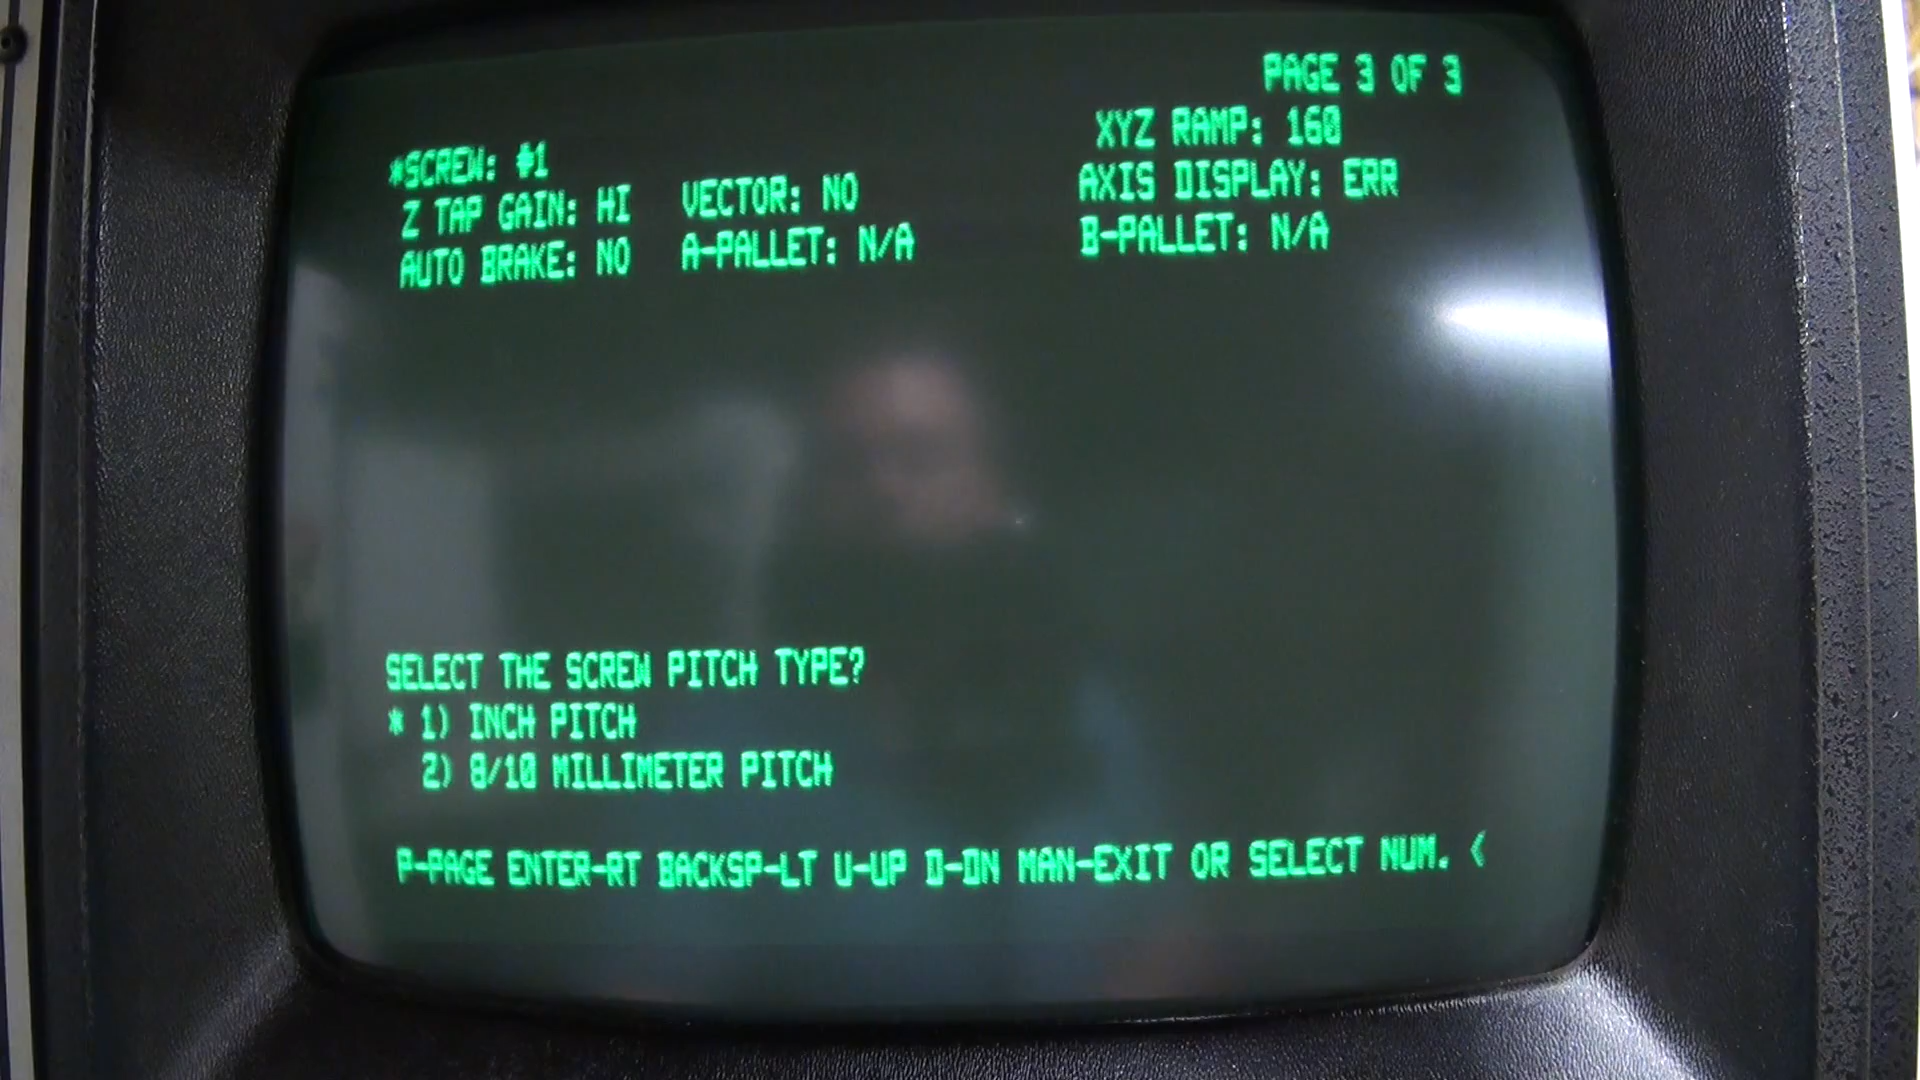 PAGE 3 OF 3
*SCREW: #1 XYZ RAMP: 160
Z TAP GAIN: HI VECTOR: NO AXIS DISPLAY: ERR
AUTO BRAKE: NO A-PALLET: N/A B-PALLET: N/A
SELECT THE SCREW PITCH TYPE?
* 1) INCH PITCH
2) 8/10 MILLIMETER PITCH
P-PAGE ENTER-RT BACKSP-LT U-UP D-DN MAN-EXIT OR SELECT NUM. <